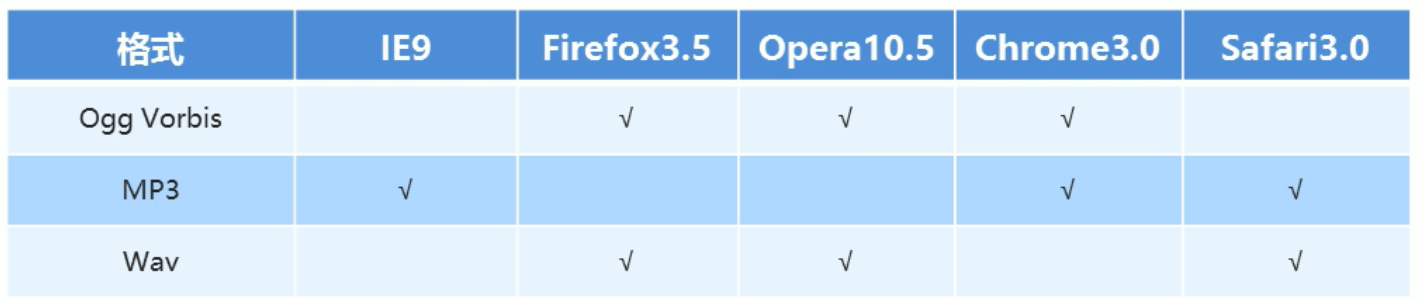 格式 IE9 Firefox3.5 Opera10.5 Chrome3.0 Safari3.0
Ogg Vorbis √ √ √
MP3 √ √ √
Wav √ √ √